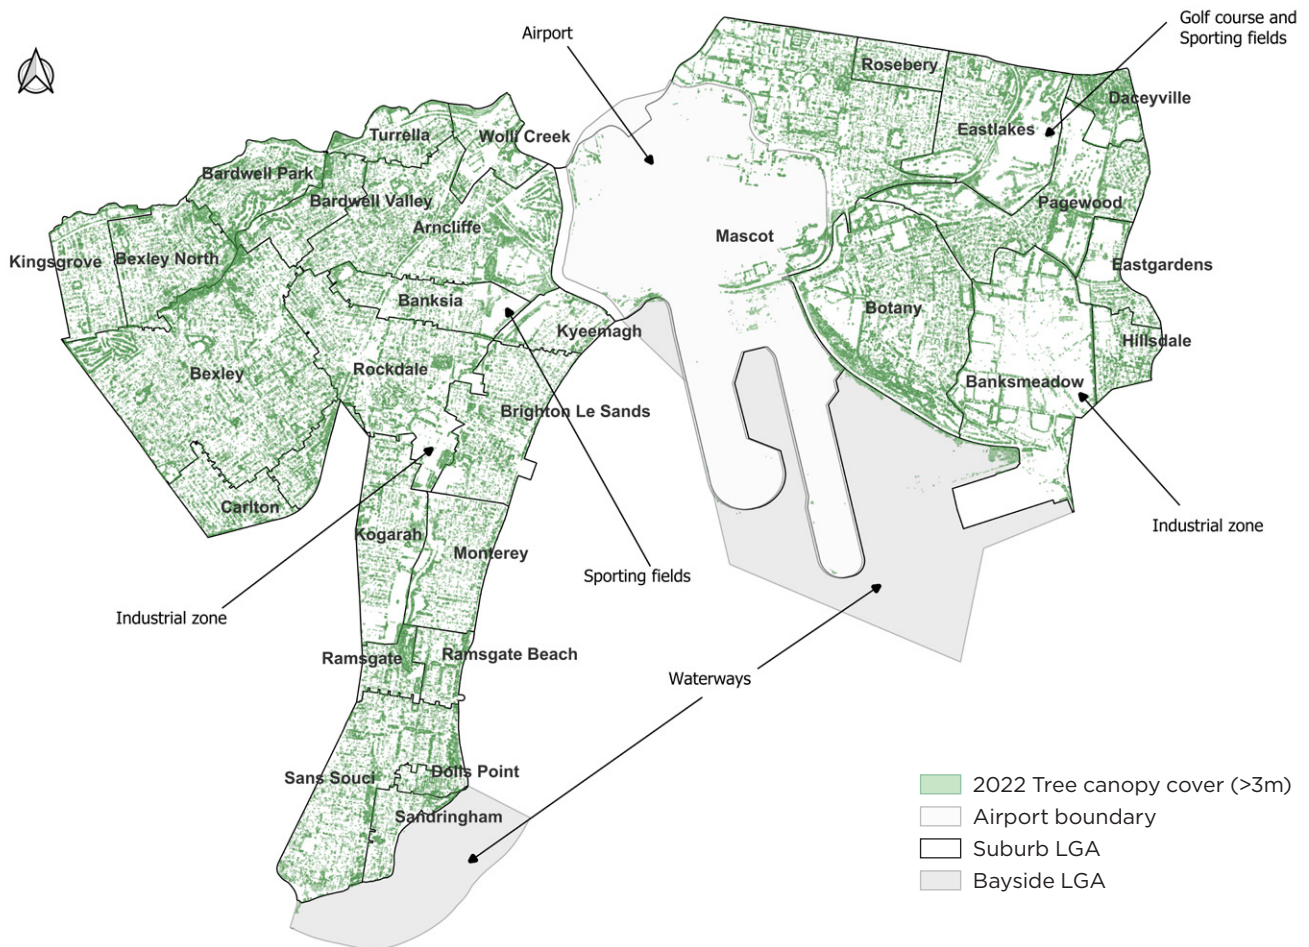 Airport
Golf course and
Sporting fields
Rosebery
Daceyville
Turrella
Wolli Creek
Eastlakes
Bardwell Park
Bardwell Valley
Pagewood
Arncliffe
Mascot
Kingsgrove
Bexley North
Eastgardens
Banksia
Botany
Kyeemagh
Hillsdale
Bexley
Rockdale
Banksmeadow
Brighton Le Sands
Carlton
Industrial zone
Kogarah
Monterey
Sporting fields
Industrial zone
Ramsgate
Ramsgate Beach
Waterways
Sans Souci
Dolls Point
Sandringham
2022 Tree canopy cover (>3m)
Airport boundary
Suburb LGA
Bayside LGA